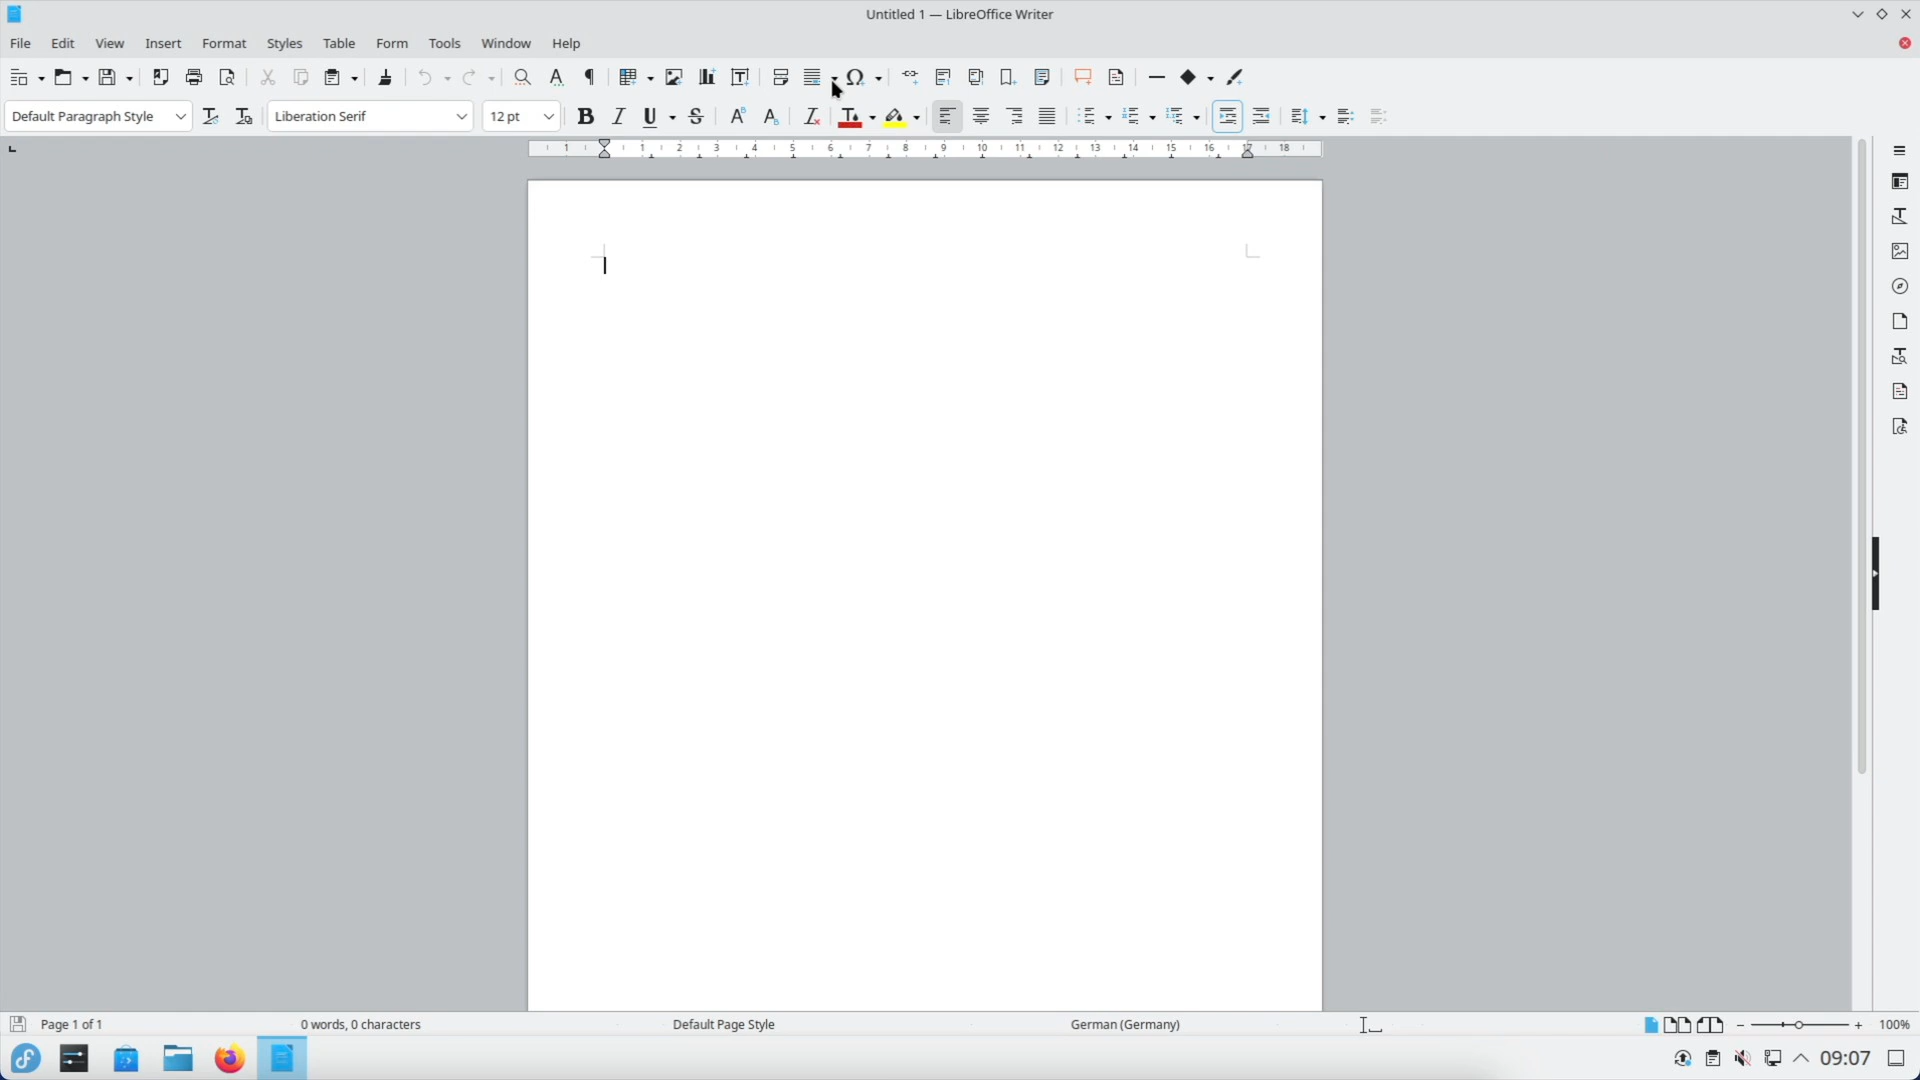 Untitled 1 — LibreOffice Writer
File Edit View Insert Format Styles Table Form Tools Window Help
Default Paragraph Style Liberation Serif 12 pt
1 1 2 3 4 5 6 7 8 9 10 11 12 13 14 15 16 17 18
Page 1 of 1 0 words, 0 characters Default Page Style German (Germany) 100%
09:07